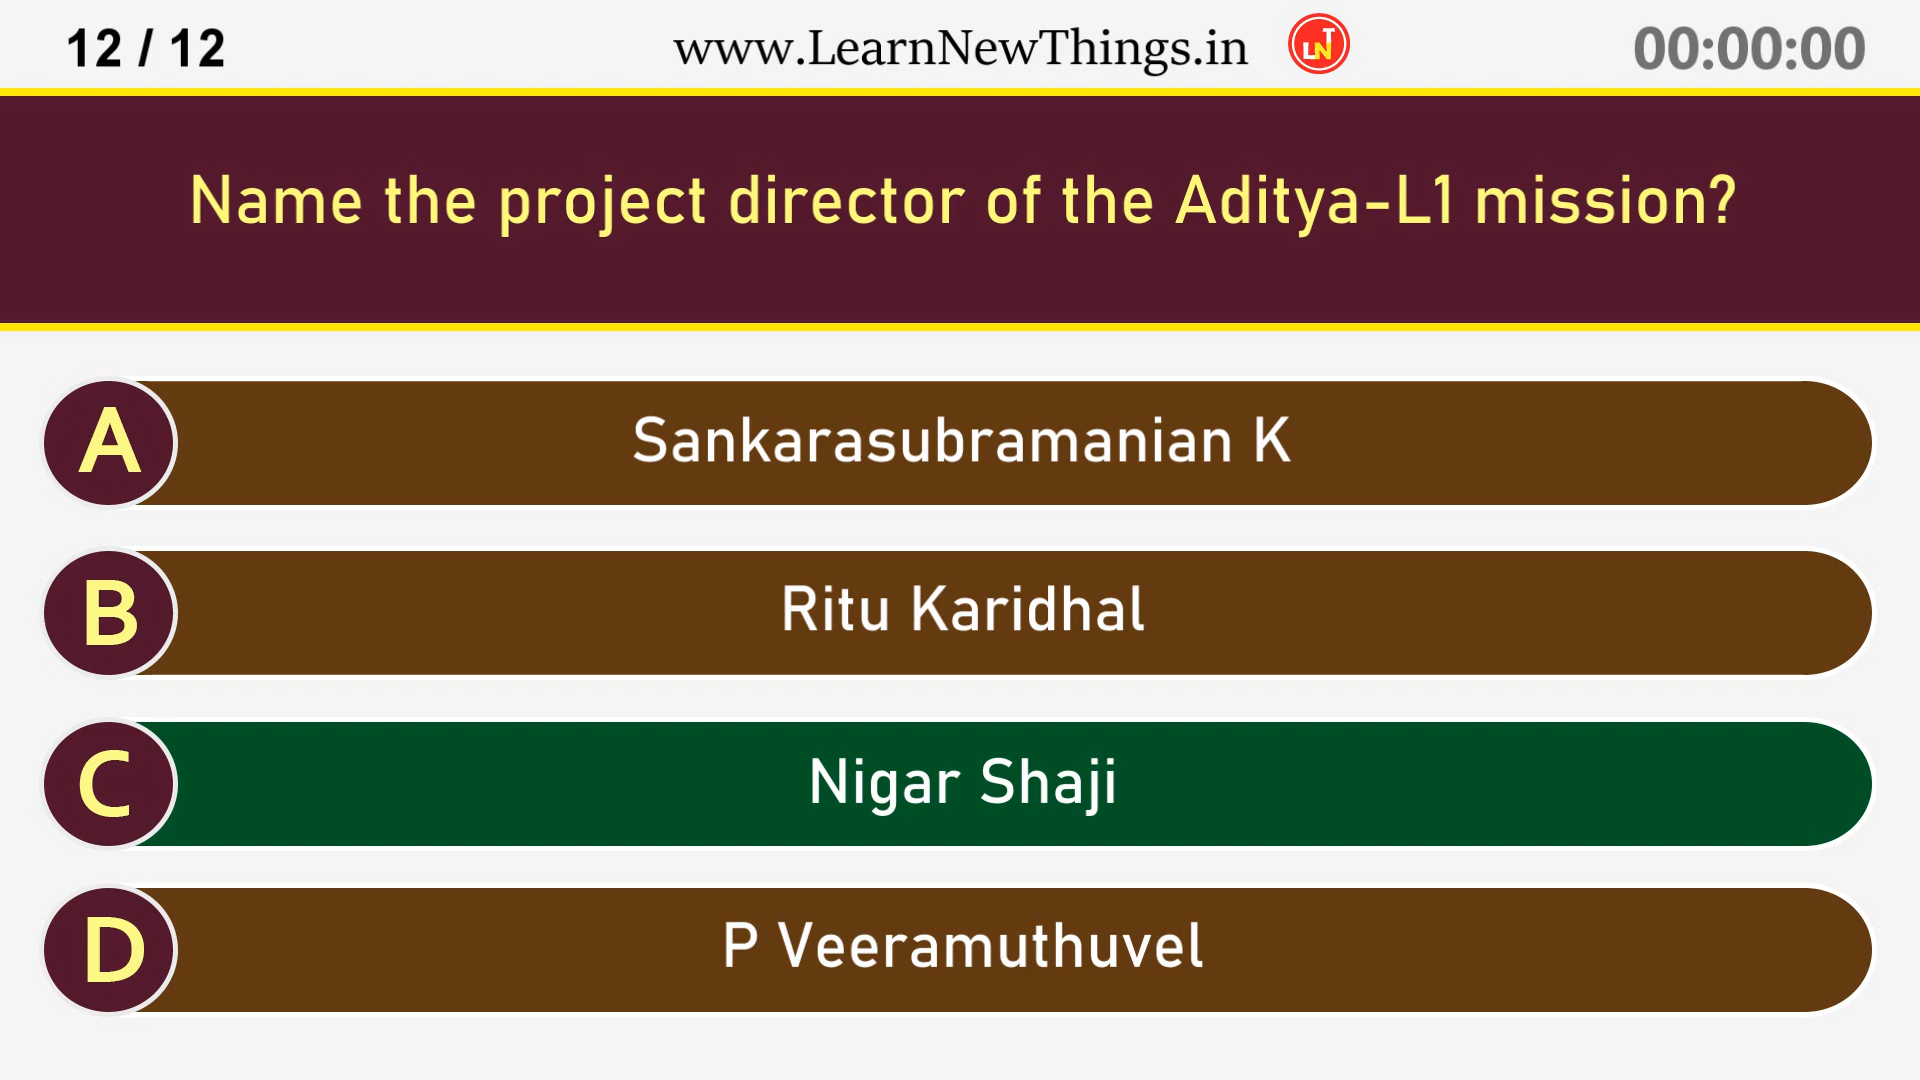 12 / 12
www.LearnNewThings.in
LNT
00:00:00
Name the project director of the Aditya-L1 mission?
A
Sankarasubramanian K
B
Ritu Karidhal
C
Nigar Shaji
D
P Veeramuthuvel